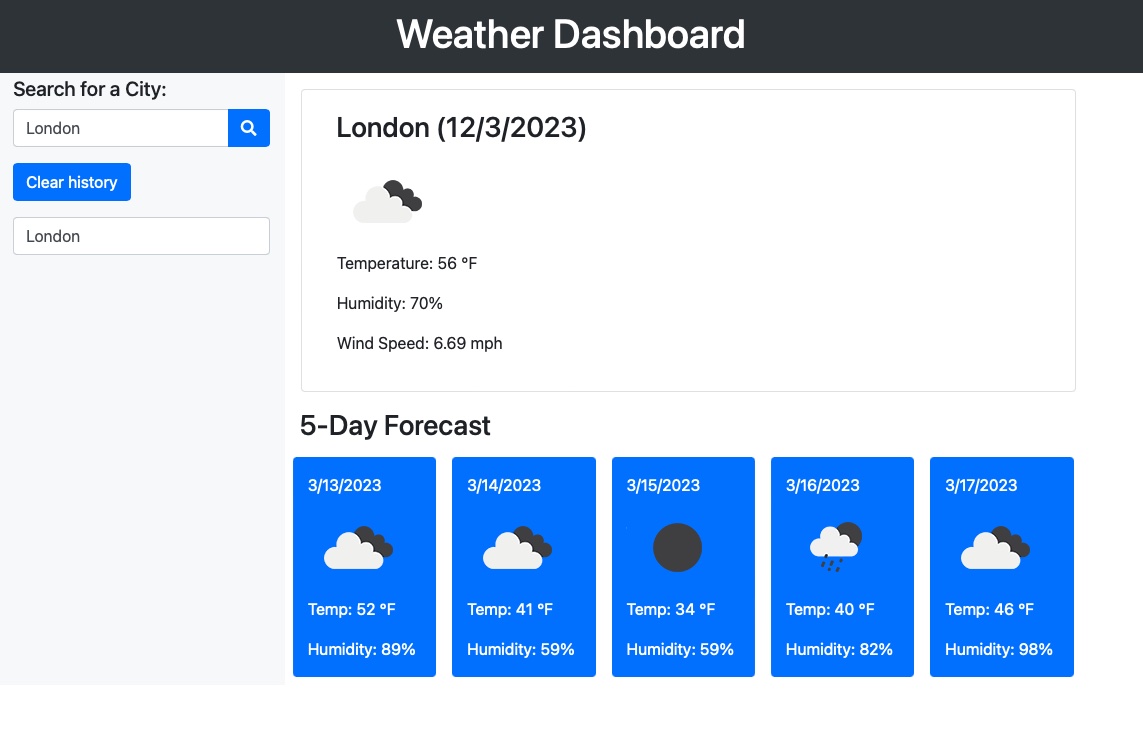 Weather Dashboard
Search for a City:
London
Clear history
London
London (12/3/2023)
Temperature: 56 °F
Humidity: 70%
Wind Speed: 6.69 mph
5-Day Forecast
3/13/2023
Temp: 52 °F
Humidity: 89%
3/14/2023
Temp: 41 °F
Humidity: 59%
3/15/2023
Temp: 34 °F
Humidity: 59%
3/16/2023
Temp: 40 °F
Humidity: 82%
3/17/2023
Temp: 46 °F
Humidity: 98%